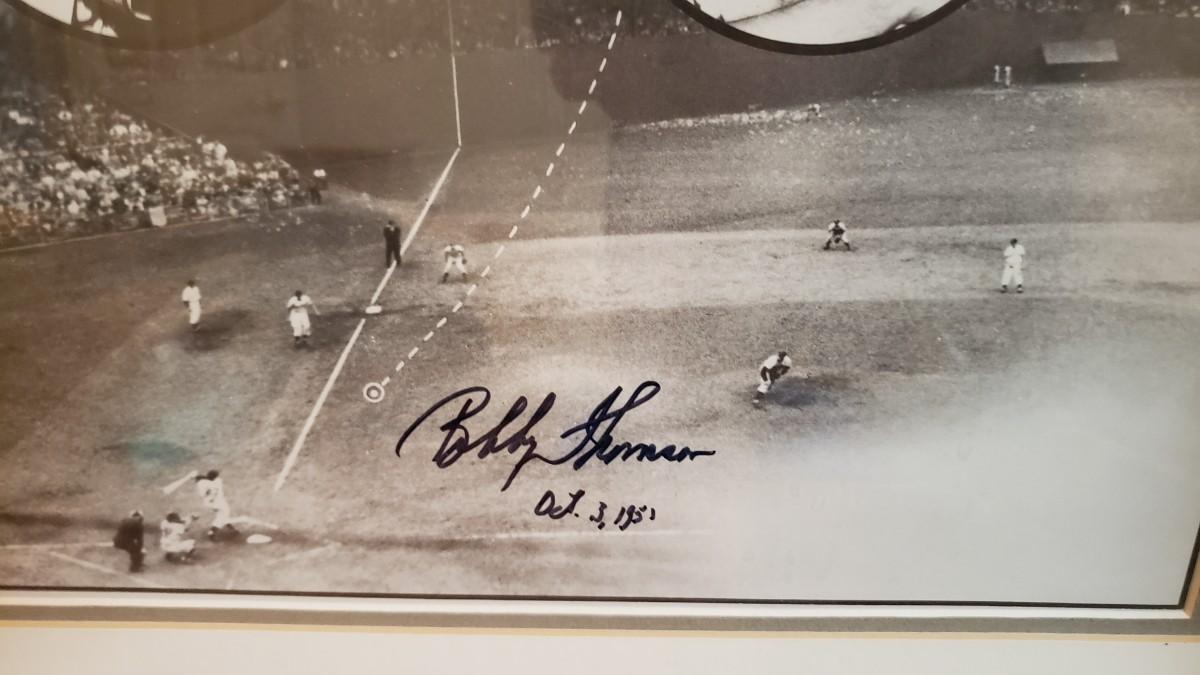 Bobby Thomson
Oct. 3, 1951